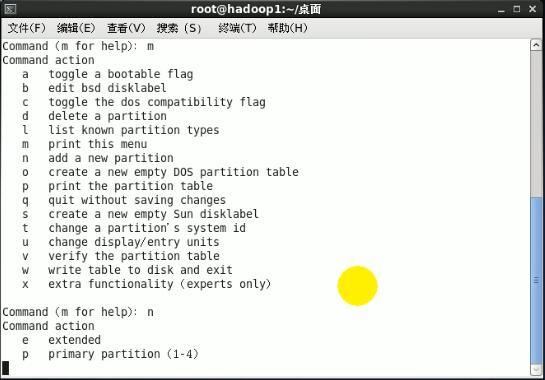 root@hadoop1:~/桌面
文件(F) 编辑(E) 查看(V) 搜索 (S) 终端(T) 帮助(H)
Command (m for help): m
Command action
a toggle a bootable flag
b edit bsd disklabel
c toggle the dos compatibility flag
d delete a partition
l list known partition types
m print this menu
n add a new partition
o create a new empty DOS partition table
p print the partition table
q quit without saving changes
s create a new empty Sun disklabel
t change a partition's system id
u change display/entry units
v verify the partition table
w write table to disk and exit
x extra functionality (experts only)
Command (m for help): n
Command action
e extended
p primary partition (1-4)